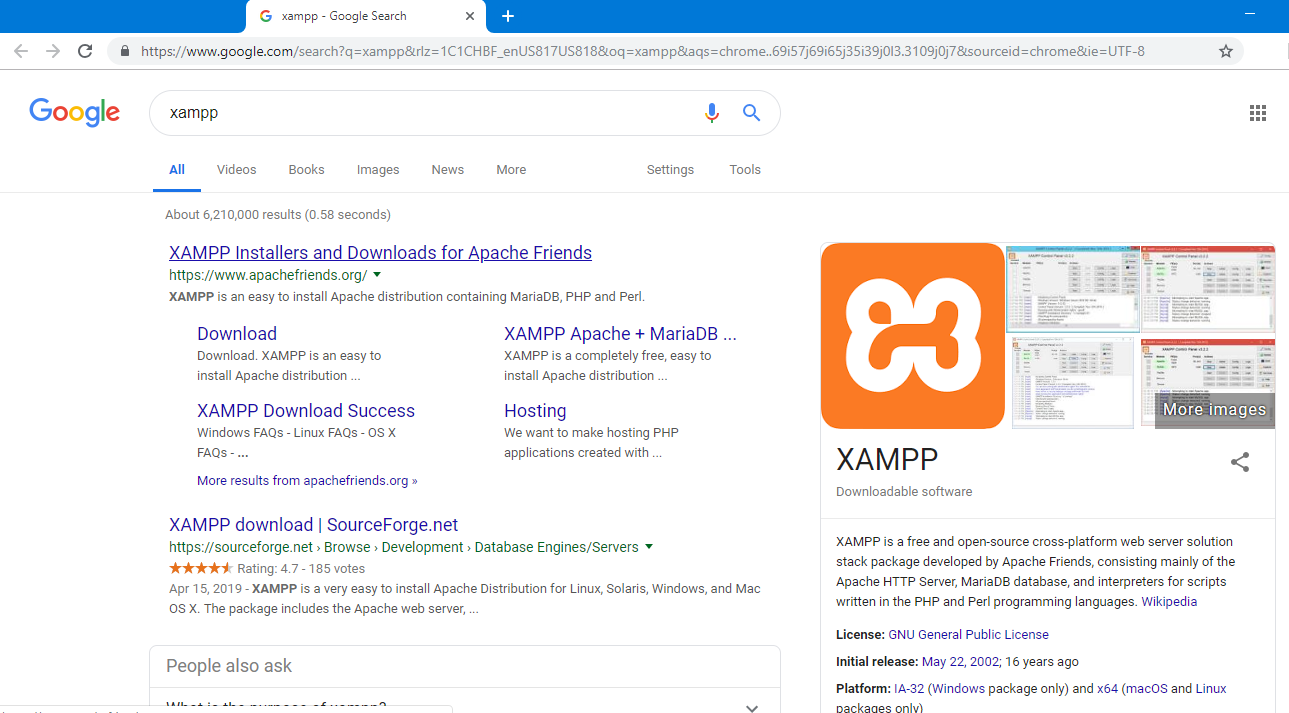 xampp - Google Search
https://www.google.com/search?q=xampp&rlz=1C1CHBF_enUS817US818&oq=xampp&aqs=chrome..69i57j69i65j35i39j0l3.3109j0j7&sourceid=chrome&ie=UTF-8
Google
xampp
All Videos Books Images News More Settings Tools
About 6,210,000 results (0.58 seconds)
XAMPP Installers and Downloads for Apache Friends
https://www.apachefriends.org/
XAMPP is an easy to install Apache distribution containing MariaDB, PHP and Perl.
Download
Download. XAMPP is an easy to
install Apache distribution ...
XAMPP Apache + MariaDB ...
XAMPP is a completely free, easy to
install Apache distribution ...
XAMPP Download Success
Windows FAQs - Linux FAQs - OS X
FAQs - ...
Hosting
We want to make hosting PHP
applications created with ...
More results from apachefriends.org »
XAMPP download | SourceForge.net
https://sourceforge.net › Browse › Development › Database Engines/Servers
Rating: 4.7 - 185 votes
Apr 15, 2019 - XAMPP is a very easy to install Apache Distribution for Linux, Solaris, Windows, and Mac
OS X. The package includes the Apache web server, ...
People also ask
What is the purpose of xampp?
More images
XAMPP
Downloadable software
XAMPP is a free and open-source cross-platform web server solution
stack package developed by Apache Friends, consisting mainly of the
Apache HTTP Server, MariaDB database, and interpreters for scripts
written in the PHP and Perl programming languages. Wikipedia
License: GNU General Public License
Initial release: May 22, 2002; 16 years ago
Platform: IA-32 (Windows package only) and x64 (macOS and Linux
packages only)